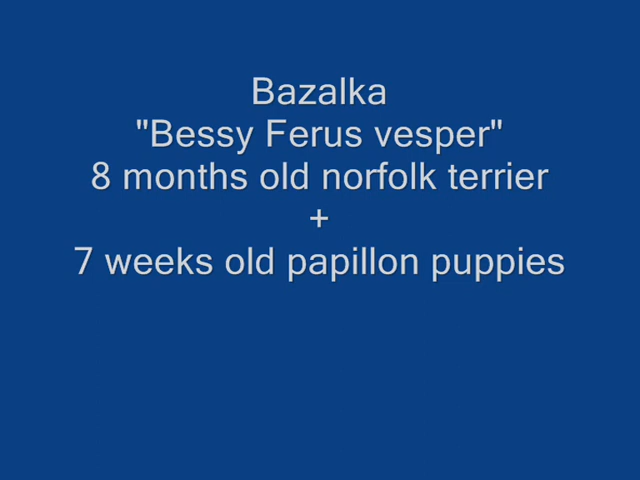 Bazalka
"Bessy Ferus vesper"
8 months old norfolk terrier
+
7 weeks old papillon puppies